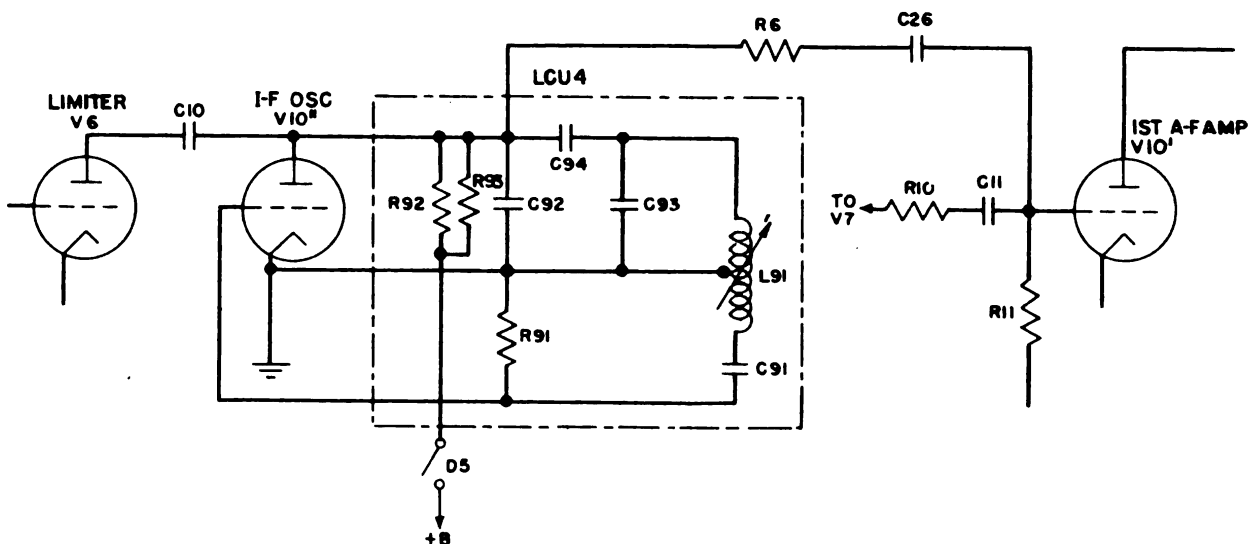 R6
C26
LCU4
LIMITER
V6
C10
I-F OSC
V10"
1ST A-F AMP
V10'
C94
R92
R93
C92
C93
TO
V7
R10
C11
L91
R91
R11
C91
D5
+B